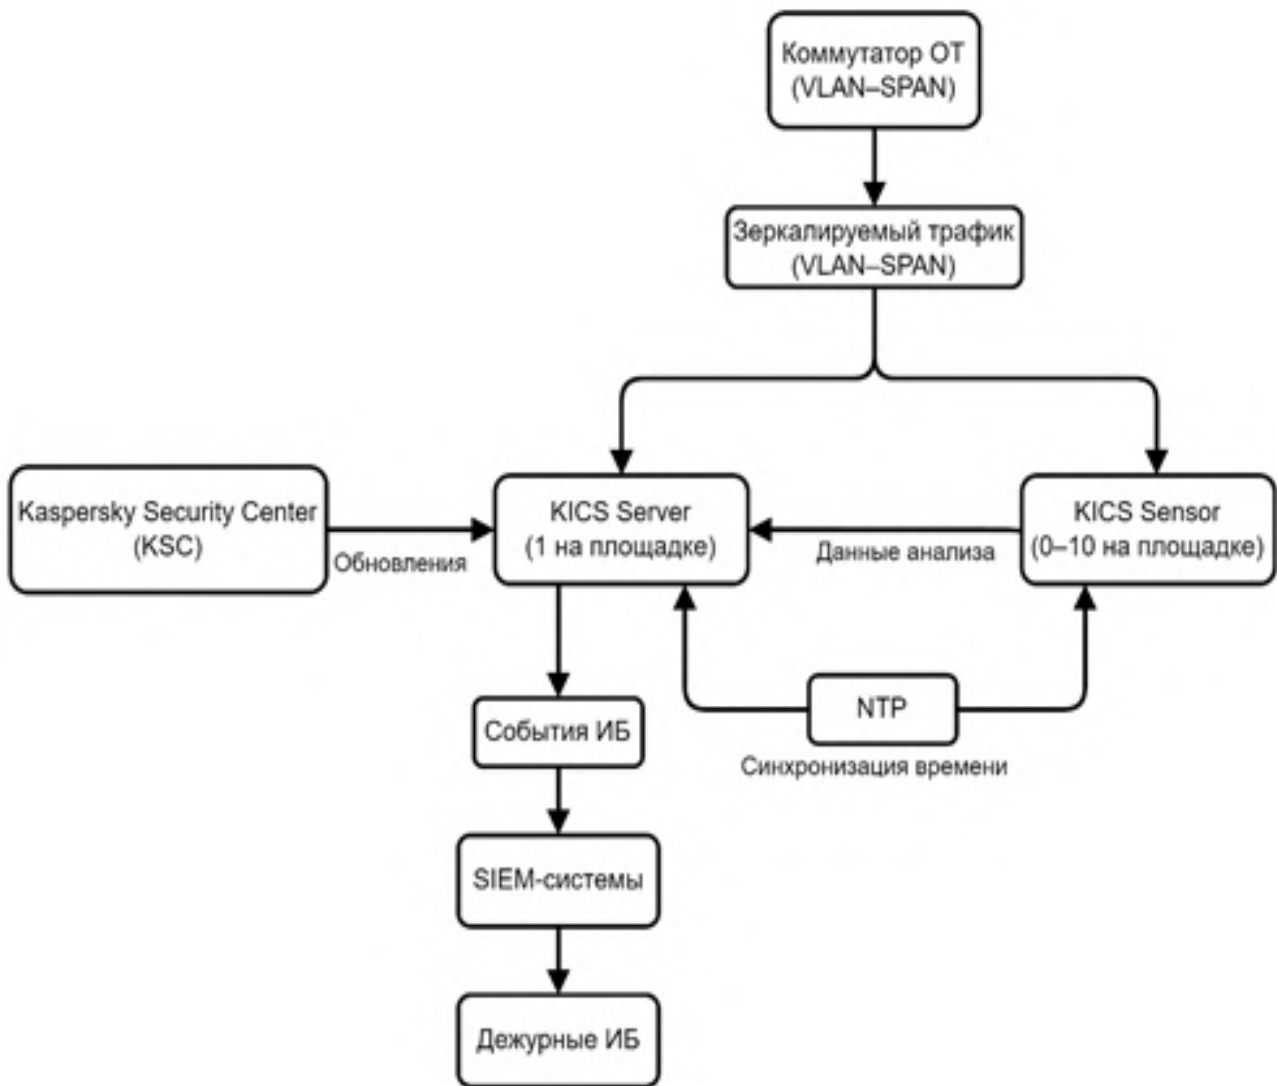 Коммутатор ОТ
(VLAN–SPAN)
Зеркалируемый трафик
(VLAN–SPAN)
Kaspersky Security Center
(KSC)
Обновления
KICS Server
(1 на площадке)
Данные анализа
KICS Sensor
(0–10 на площадке)
NTP
Синхронизация времени
События ИБ
SIEM-системы
Дежурные ИБ